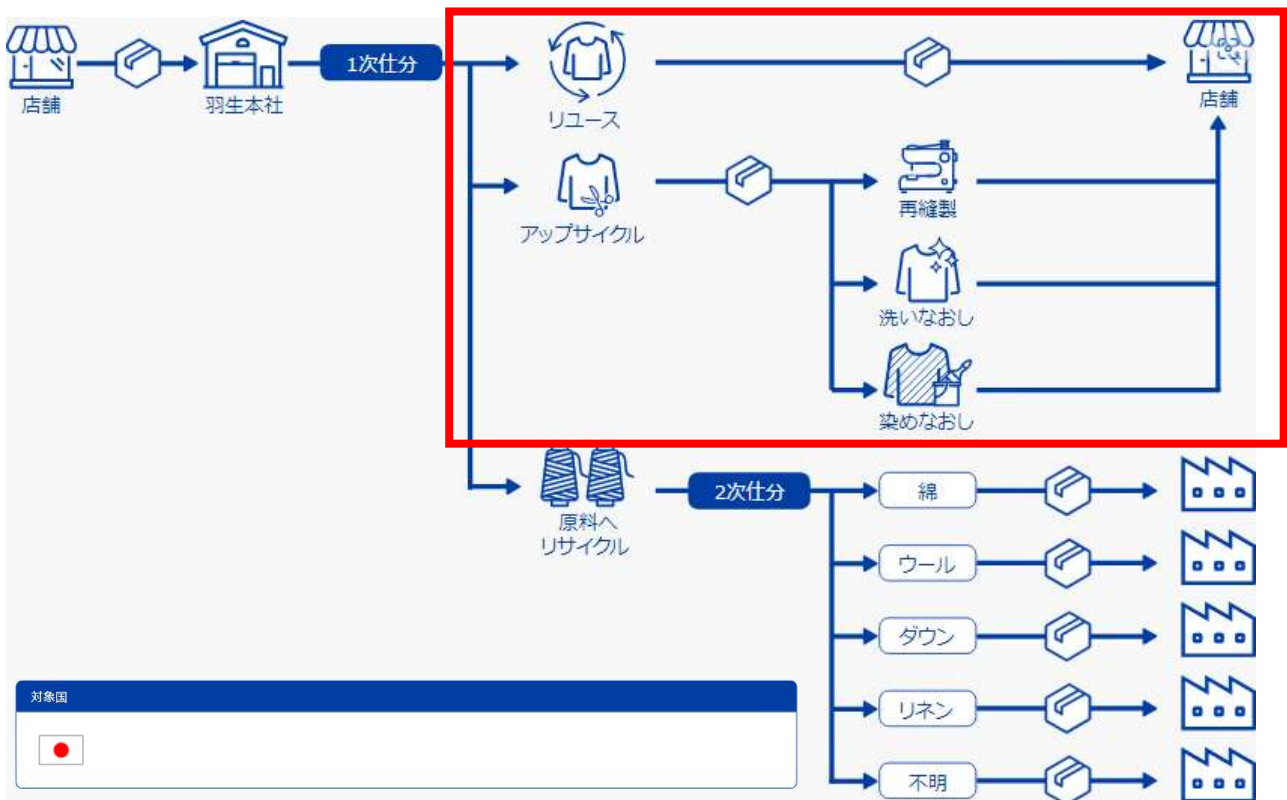 店舗
羽生本社
1次仕分
リユース
店舗
アップサイクル
再縫製
洗いなおし
染めなおし
原料へ
リサイクル
2次仕分
綿
ウール
ダウン
リネン
不明
対象国